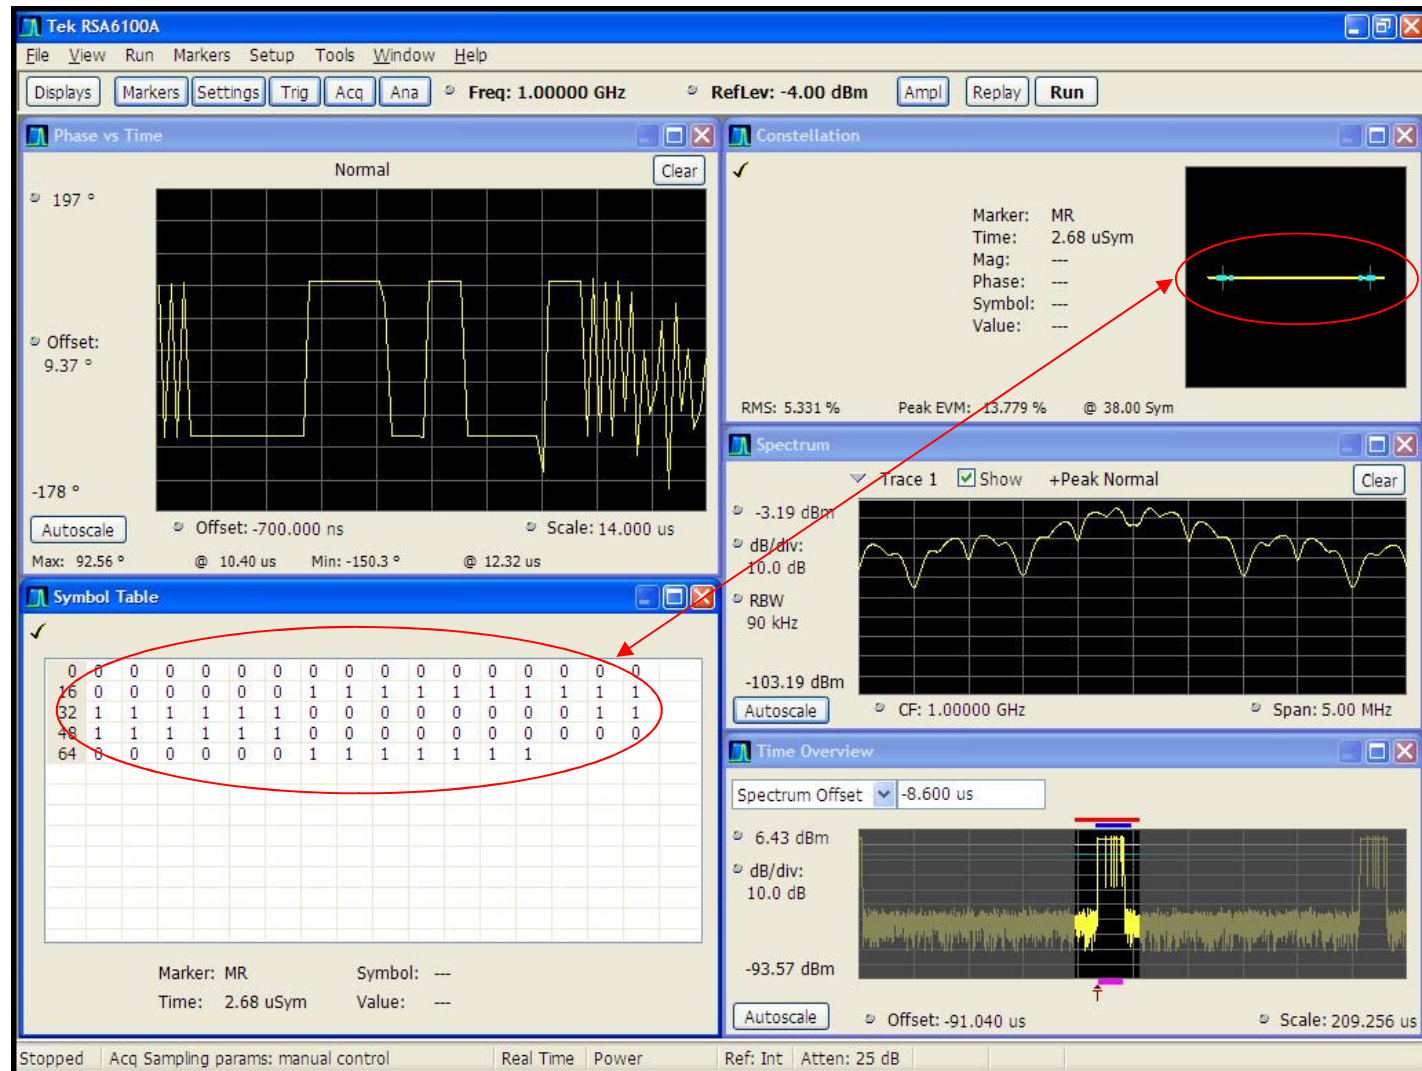 Tek RSA6100A
File View Run Markers Setup Tools Window Help
Displays Markers Settings Trig Acq Ana Freq: 1.00000 GHz RefLev: -4.00 dBm Ampl Replay Run
Phase vs Time
Normal Clear
197 °
Offset:
9.37 °
-178 °
Autoscale Offset: -700.000 ns Scale: 14.000 us
Max: 92.56 ° @ 10.40 us Min: -150.3 ° @ 12.32 us
Constellation
Marker: MR
Time: 2.68 uSym
Mag: ---
Phase: ---
Symbol: ---
Value: ---
RMS: 5.331 % Peak EVM: 13.779 % @ 38.00 Sym
Spectrum
Trace 1 Show +Peak Normal Clear
-3.19 dBm
dB/div:
10.0 dB
RBW
90 kHz
-103.19 dBm
Autoscale CF: 1.00000 GHz Span: 5.00 MHz
Symbol Table
0 0 0 0 0 0 0 0 0 0 0 0 0 0 0 0 0
16 0 0 0 0 0 0 1 1 1 1 1 1 1 1 1 1
32 1 1 1 1 1 1 0 0 0 0 0 0 0 0 1 1
48 1 1 1 1 1 1 0 0 0 0 0 0 0 0 0 0
64 0 0 0 0 0 0 1 1 1 1 1 1 1
Marker: MR Symbol: ---
Time: 2.68 uSym Value: ---
Time Overview
Spectrum Offset -8.600 us
6.43 dBm
dB/div:
10.0 dB
-93.57 dBm
T
Autoscale Offset: -91.040 us Scale: 209.256 us
Stopped Acq Sampling params: manual control Real Time Power Ref: Int Atten: 25 dB